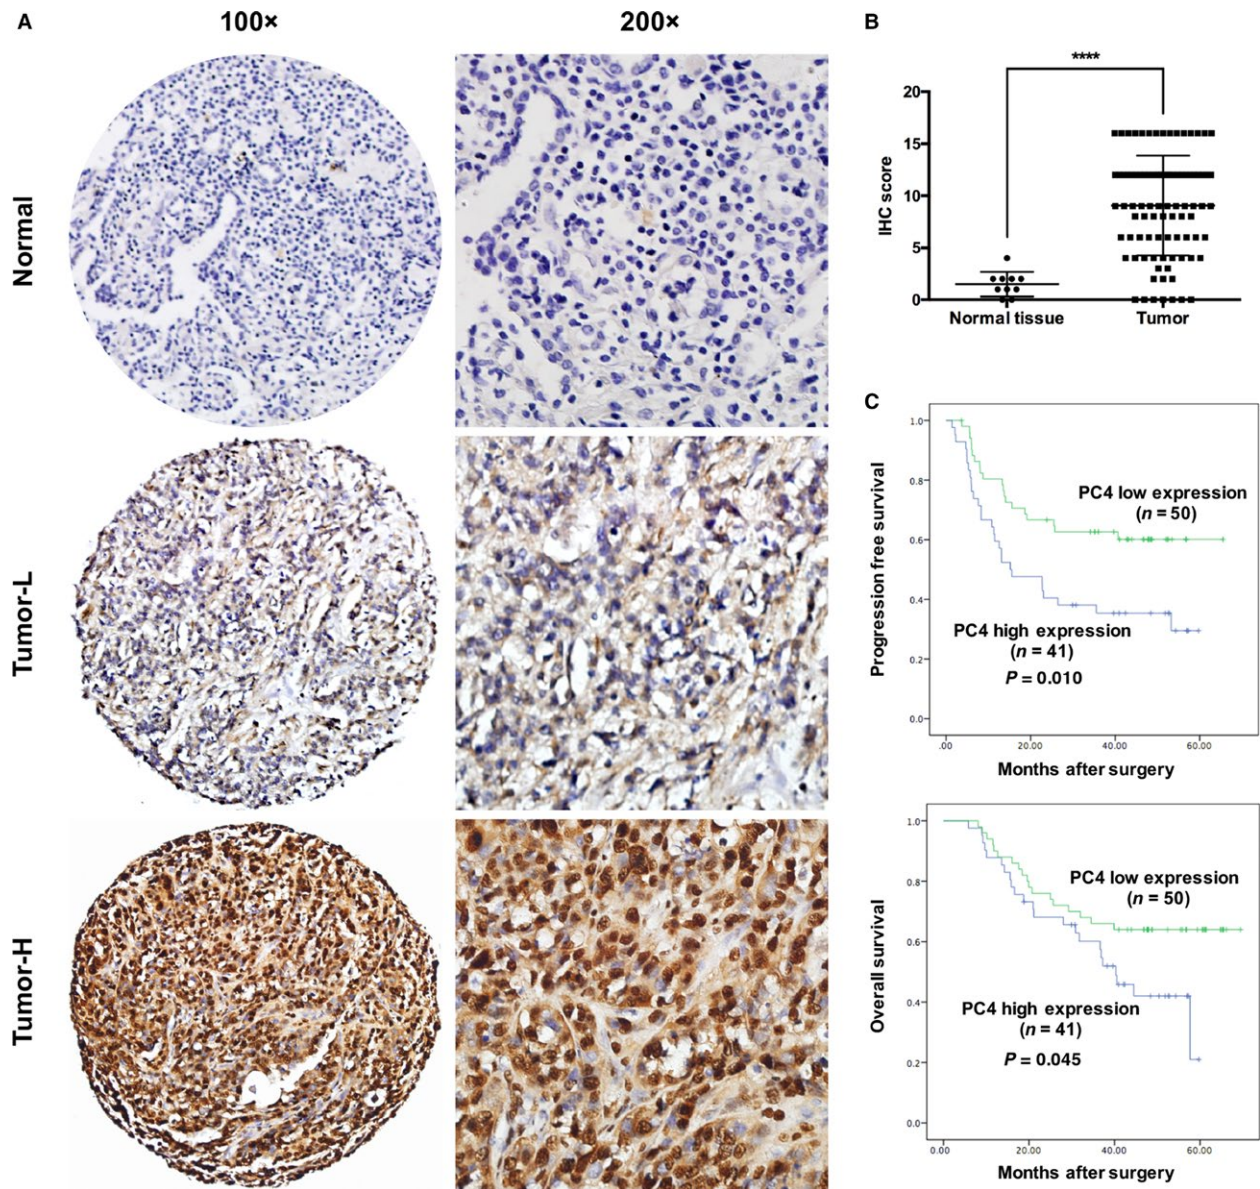 A
100×
200×
Normal
Tumor-L
Tumor-H
B
****
IHC score
20
15
10
5
0
Normal tissue
Tumor
C
Progression free survival
1.0
0.8
0.6
0.4
0.2
0.0
PC4 low expression
(n = 50)
PC4 high expression
(n = 41)
P = 0.010
.00 20.00 40.00 60.00
Months after surgery
Overall survival
1.0
0.8
0.6
0.4
0.2
0.0
PC4 low expression
(n = 50)
PC4 high expression
(n = 41)
P = 0.045
0.00 20.00 40.00 60.00
Months after surgery